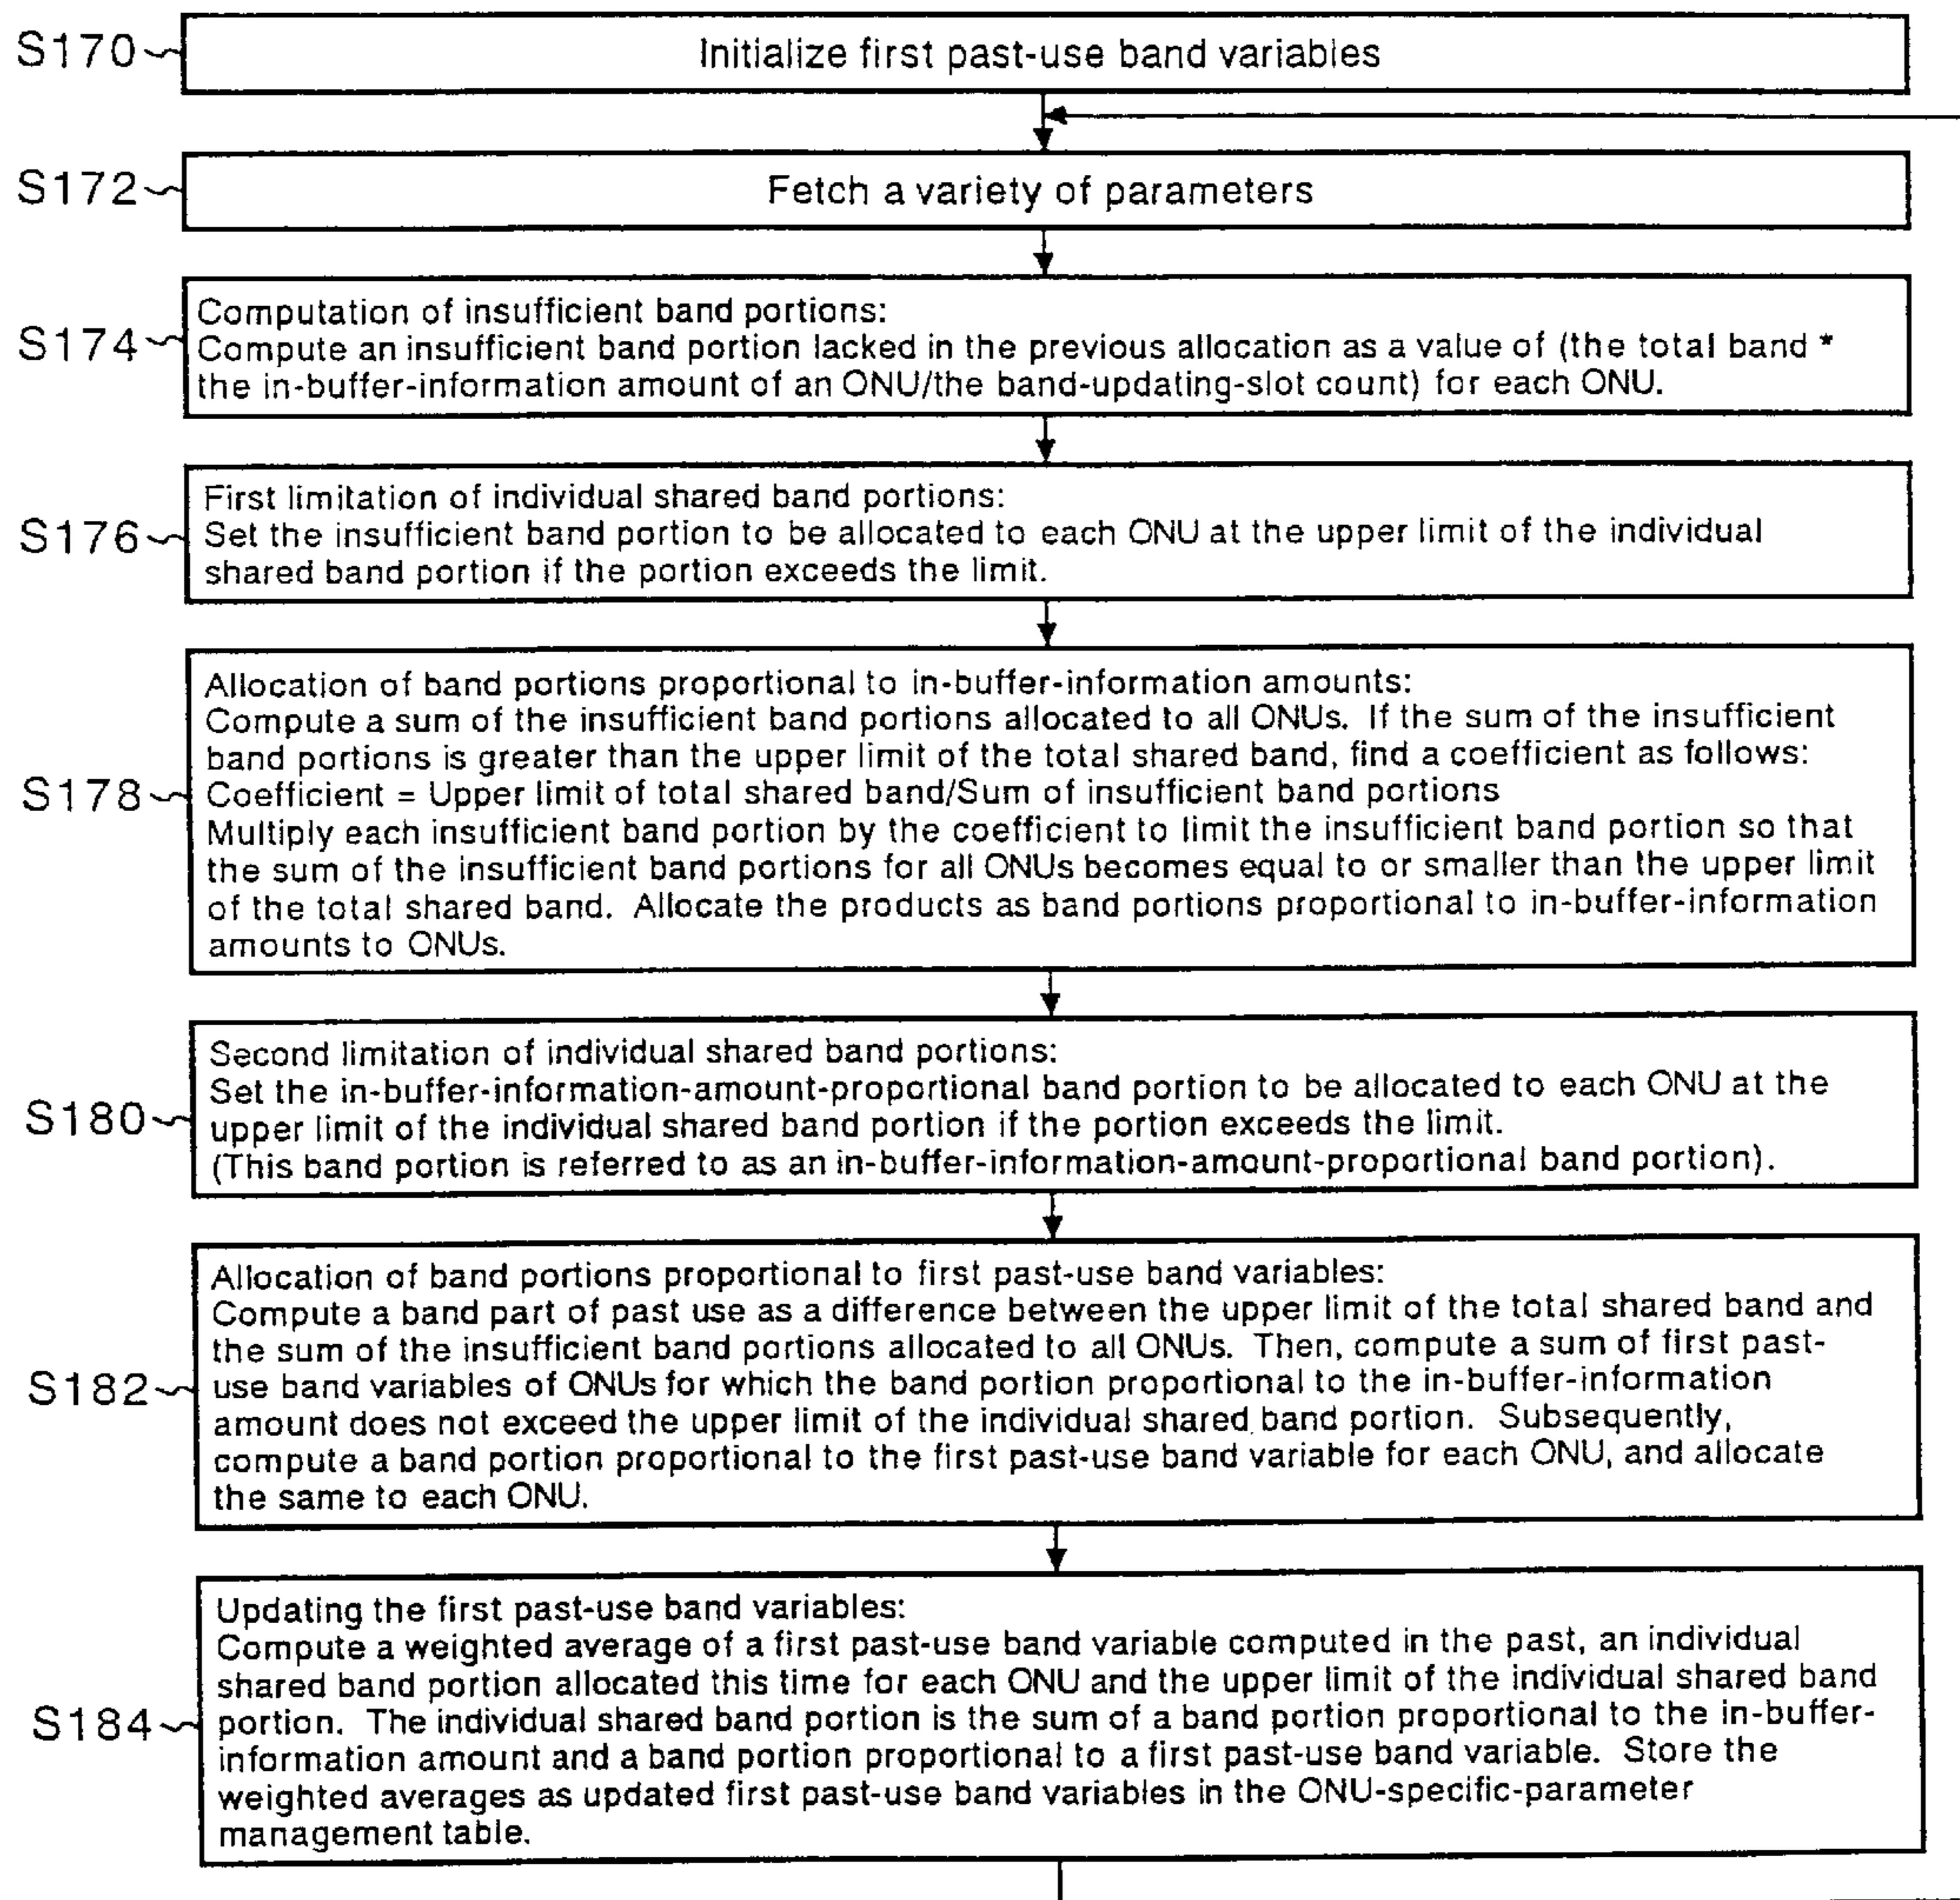 S170
Initialize first past-use band variables
S172
Fetch a variety of parameters
S174
Computation of insufficient band portions:
Compute an insufficient band portion lacked in the previous allocation as a value of (the total band *
the in-buffer-information amount of an ONU/the band-updating-slot count) for each ONU.
S176
First limitation of individual shared band portions:
Set the insufficient band portion to be allocated to each ONU at the upper limit of the individual
shared band portion if the portion exceeds the limit.
S178
Allocation of band portions proportional to in-buffer-information amounts:
Compute a sum of the insufficient band portions allocated to all ONUs. If the sum of the insufficient
band portions is greater than the upper limit of the total shared band, find a coefficient as follows:
Coefficient = Upper limit of total shared band/Sum of insufficient band portions
Multiply each insufficient band portion by the coefficient to limit the insufficient band portion so that
the sum of the insufficient band portions for all ONUs becomes equal to or smaller than the upper limit
of the total shared band. Allocate the products as band portions proportional to in-buffer-information
amounts to ONUs.
S180
Second limitation of individual shared band portions:
Set the in-buffer-information-amount-proportional band portion to be allocated to each ONU at the
upper limit of the individual shared band portion if the portion exceeds the limit.
(This band portion is referred to as an in-buffer-information-amount-proportional band portion).
S182
Allocation of band portions proportional to first past-use band variables:
Compute a band part of past use as a difference between the upper limit of the total shared band and
the sum of the insufficient band portions allocated to all ONUs. Then, compute a sum of first past-
use band variables of ONUs for which the band portion proportional to the in-buffer-information
amount does not exceed the upper limit of the individual shared band portion. Subsequently,
compute a band portion proportional to the first past-use band variable for each ONU, and allocate
the same to each ONU.
S184
Updating the first past-use band variables:
Compute a weighted average of a first past-use band variable computed in the past, an individual
shared band portion allocated this time for each ONU and the upper limit of the individual shared band
portion. The individual shared band portion is the sum of a band portion proportional to the in-buffer-
information amount and a band portion proportional to a first past-use band variable. Store the
weighted averages as updated first past-use band variables in the ONU-specific-parameter
management table.